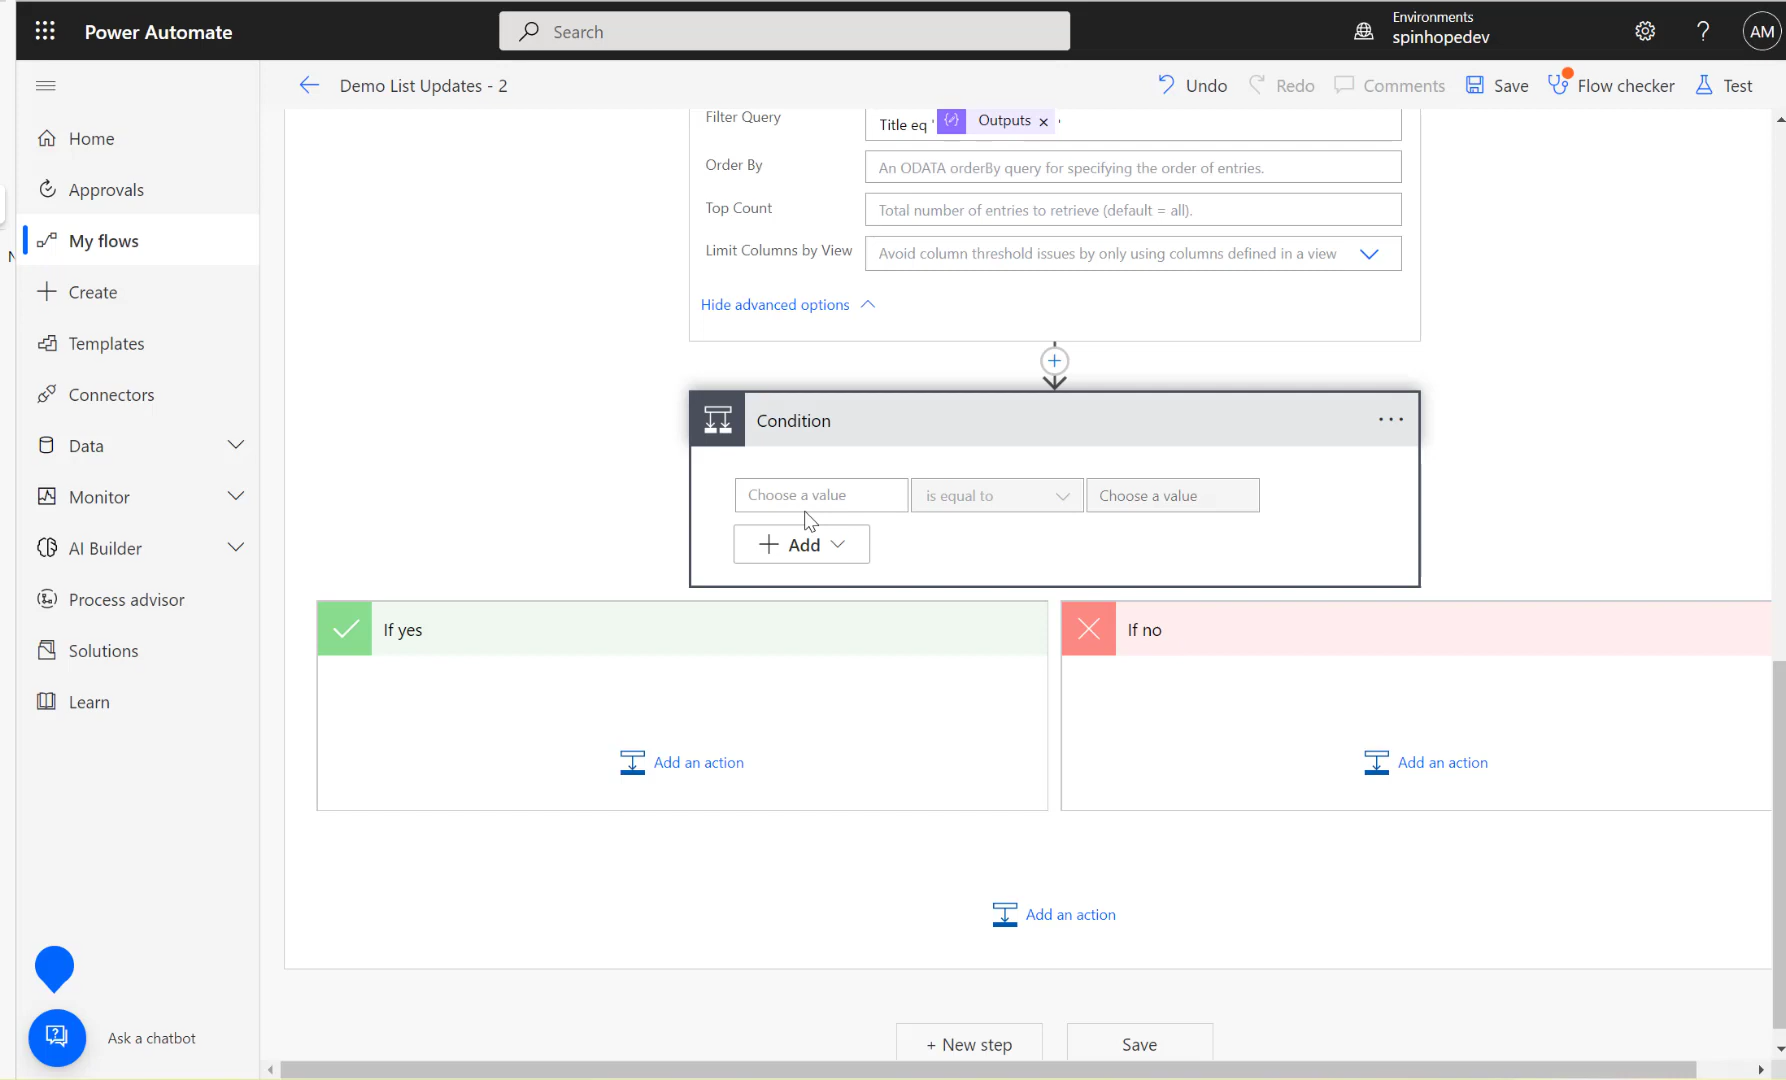 Power Automate
Search
Environments
spinhopedev
AM
Demo List Updates - 2
Undo
Redo
Comments
Save
Flow checker
Test
Home
Approvals
My flows
Create
Templates
Connectors
Data
Monitor
AI Builder
Process advisor
Solutions
Learn
Ask a chatbot
N
Filter Query
Title eq ' Outputs × '
Order By
An ODATA orderBy query for specifying the order of entries.
Top Count
Total number of entries to retrieve (default = all).
Limit Columns by View
Avoid column threshold issues by only using columns defined in a view
Hide advanced options
Condition
Choose a value
is equal to
Choose a value
Add
If yes
Add an action
If no
Add an action
Add an action
+ New step
Save